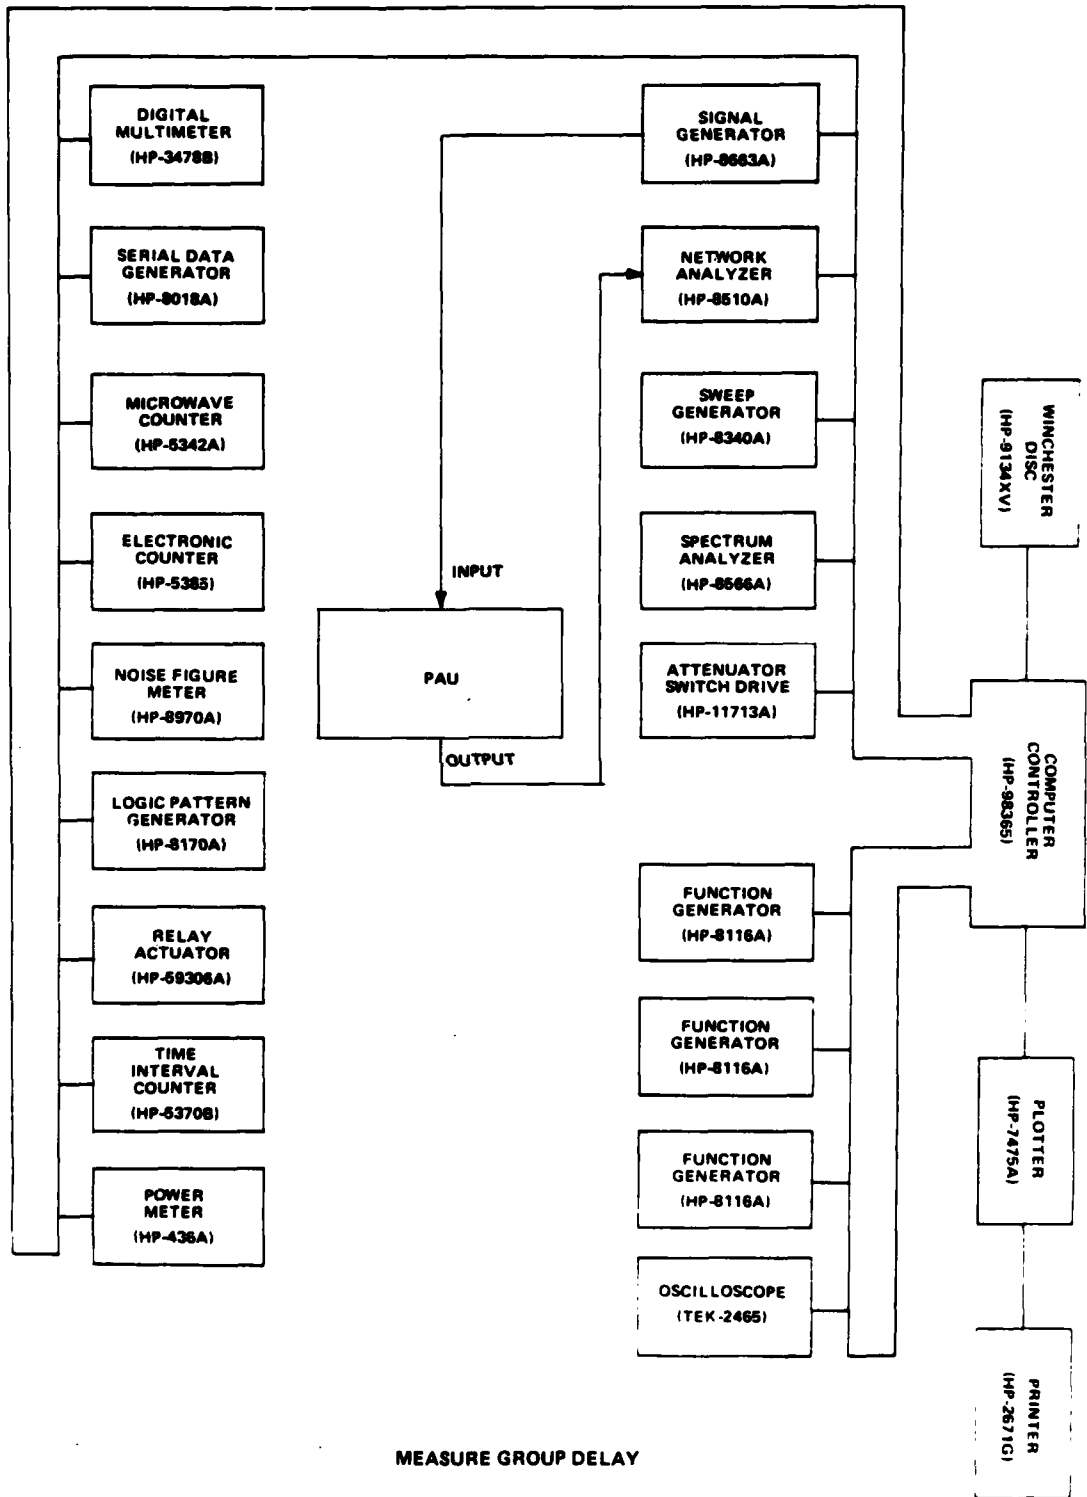 DIGITAL
MULTIMETER
(HP-3478B)
SERIAL DATA
GENERATOR
(HP-8018A)
MICROWAVE
COUNTER
(HP-5342A)
ELECTRONIC
COUNTER
(HP-5385)
NOISE FIGURE
METER
(HP-8970A)
LOGIC PATTERN
GENERATOR
(HP-8170A)
RELAY
ACTUATOR
(HP-59306A)
TIME
INTERVAL
COUNTER
(HP-5370B)
POWER
METER
(HP-436A)
INPUT
PAU
OUTPUT
SIGNAL
GENERATOR
(HP-8663A)
NETWORK
ANALYZER
(HP-8510A)
SWEEP
GENERATOR
(HP-8340A)
SPECTRUM
ANALYZER
(HP-8566A)
ATTENUATOR
SWITCH DRIVE
(HP-11713A)
FUNCTION
GENERATOR
(HP-8116A)
FUNCTION
GENERATOR
(HP-8116A)
FUNCTION
GENERATOR
(HP-8116A)
OSCILLOSCOPE
(TEK-2465)
WINCHESTER
DISC
(HP-9134XV)
COMPUTER
CONTROLLER
(HP-98365)
PLOTTER
(HP-7475A)
PRINTER
(HP-2671G)
MEASURE GROUP DELAY